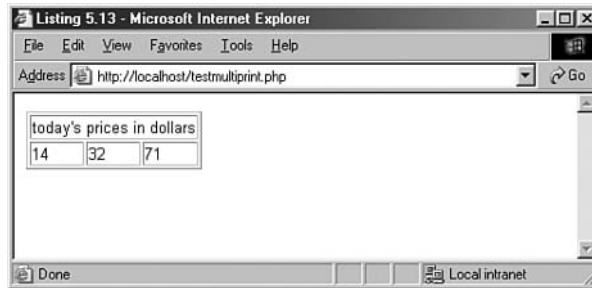 Listing 5.13 - Microsoft Internet Explorer
File Edit View Favorites Tools Help
Address http://localhost/testmultiprint.php Go
today's prices in dollars
14 32 71
Done Local intranet